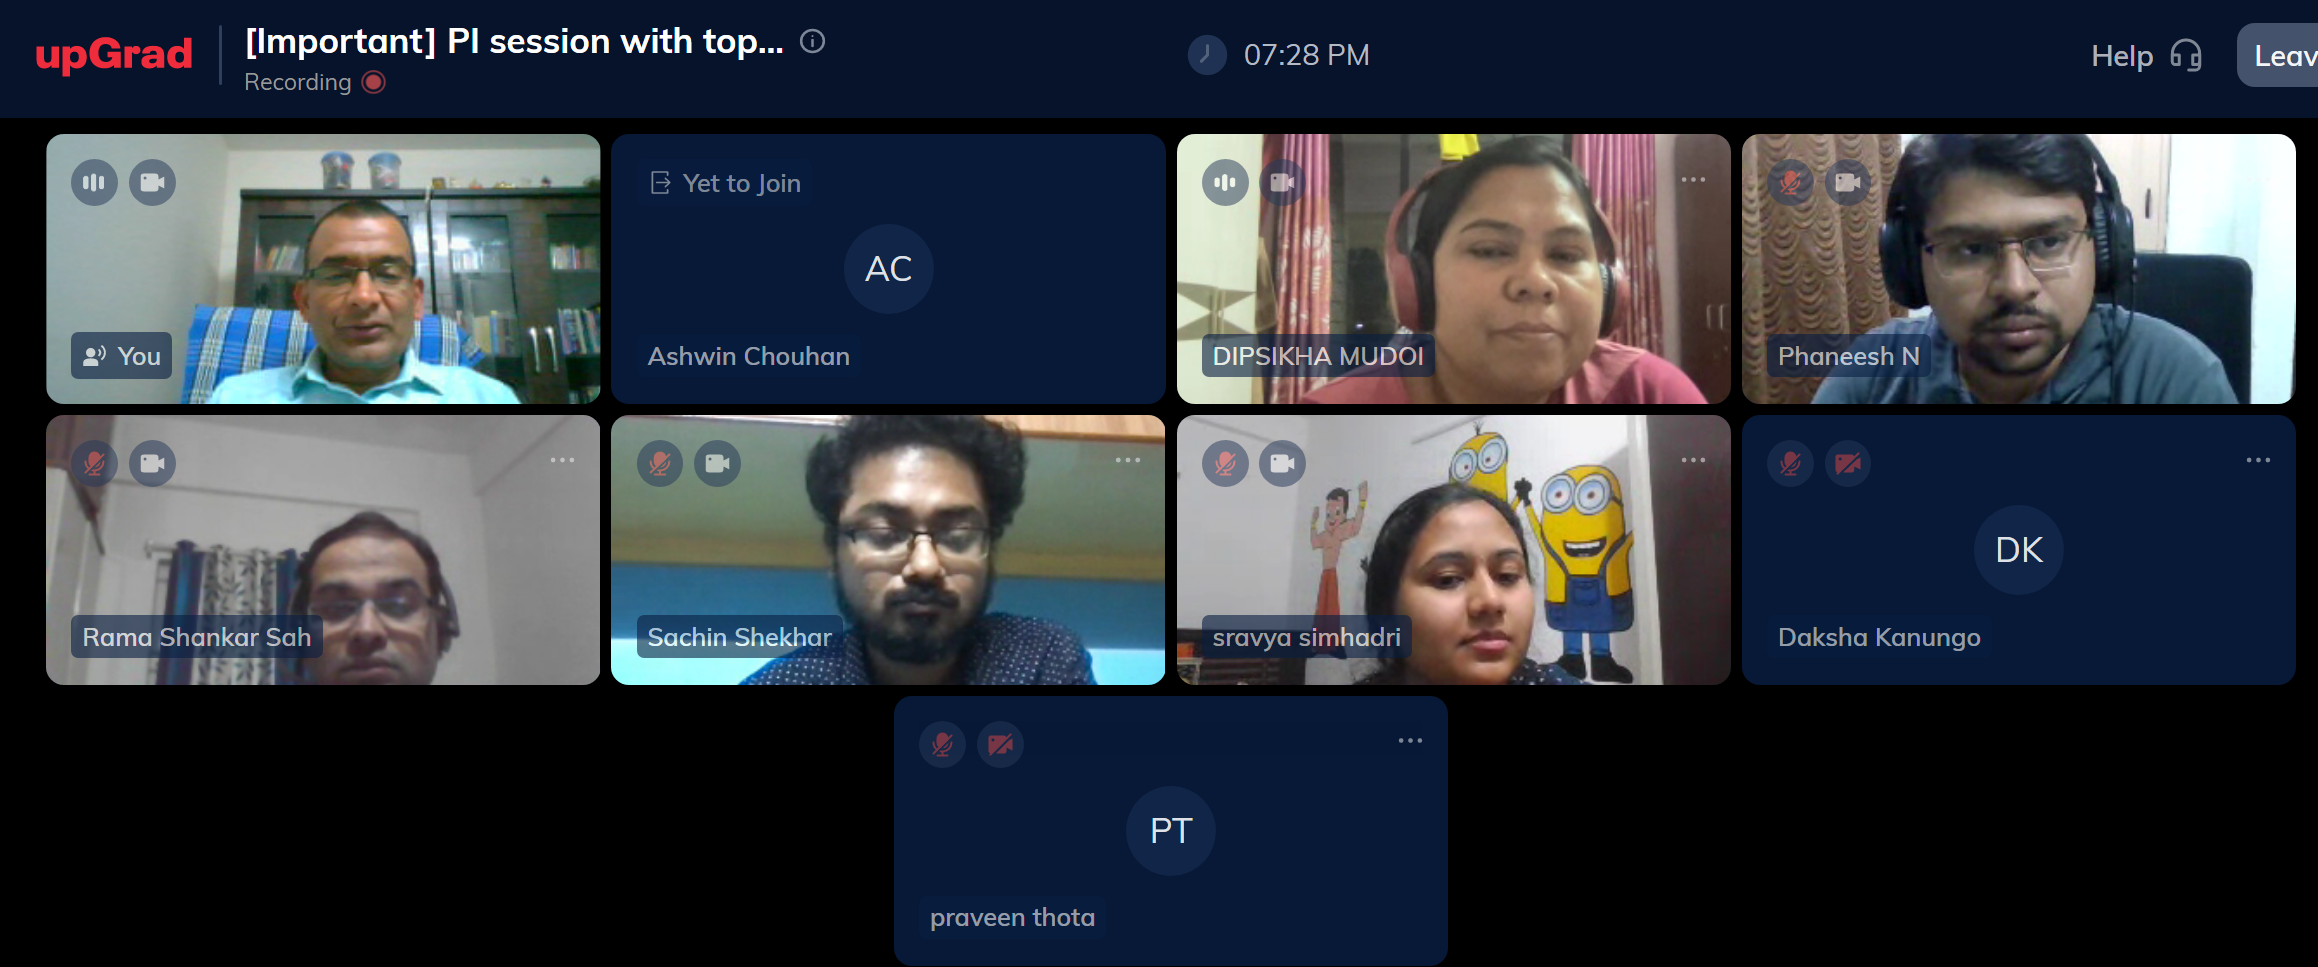 upGrad
[Important] PI session with top...
Recording
07:28 PM
Help
Leav
You
Yet to Join
AC
Ashwin Chouhan
DIPSIKHA MUDOI
Phaneesh N
Rama Shankar Sah
Sachin Shekhar
sravya simhadri
DK
Daksha Kanungo
PT
praveen thota